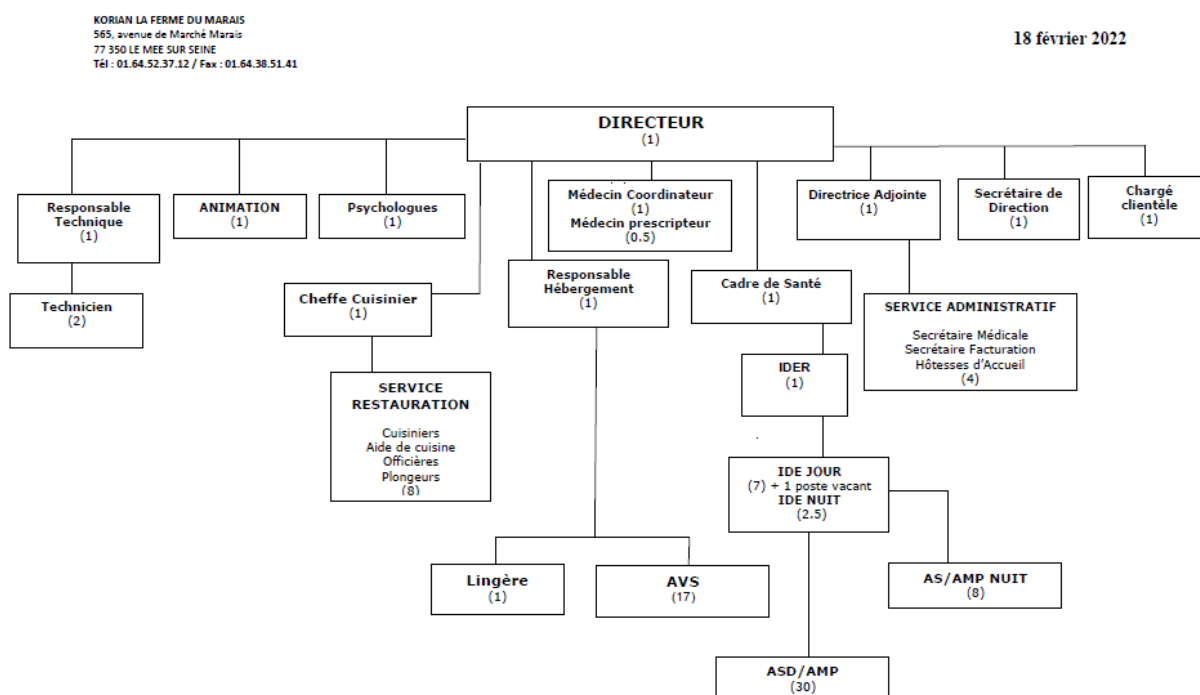 KORIAN LA FERME DU MARAIS
565, avenue de Marché Marais
77 350 LE MEE SUR SEINE
Tél : 01.64.52.37.12 / Fax : 01.64.38.51.41
18 février 2022
DIRECTEUR
(1)
Responsable
Technique
(1)
ANIMATION
(1)
Psychologues
(1)
Médecin Coordinateur
(1)
Médecin prescripteur
(0.5)
Directrice Adjointe
(1)
Secrétaire de
Direction
(1)
Chargé
clientèle
(1)
Technicien
(2)
Cheffe Cuisinier
(1)
Responsable
Hébergement
(1)
Cadre de Santé
(1)
SERVICE ADMINISTRATIF
Secrétaire Médicale
Secrétaire Facturation
Hôtesses d'Accueil
(4)
SERVICE
RESTAURATION
Cuisiniers
Aide de cuisine
Officières
Plongeurs
(8)
IDER
(1)
IDE JOUR
(7) + 1 poste vacant
IDE NUIT
(2.5)
Lingère
(1)
AVS
(17)
AS/AMP NUIT
(8)
ASD/AMP
(30)